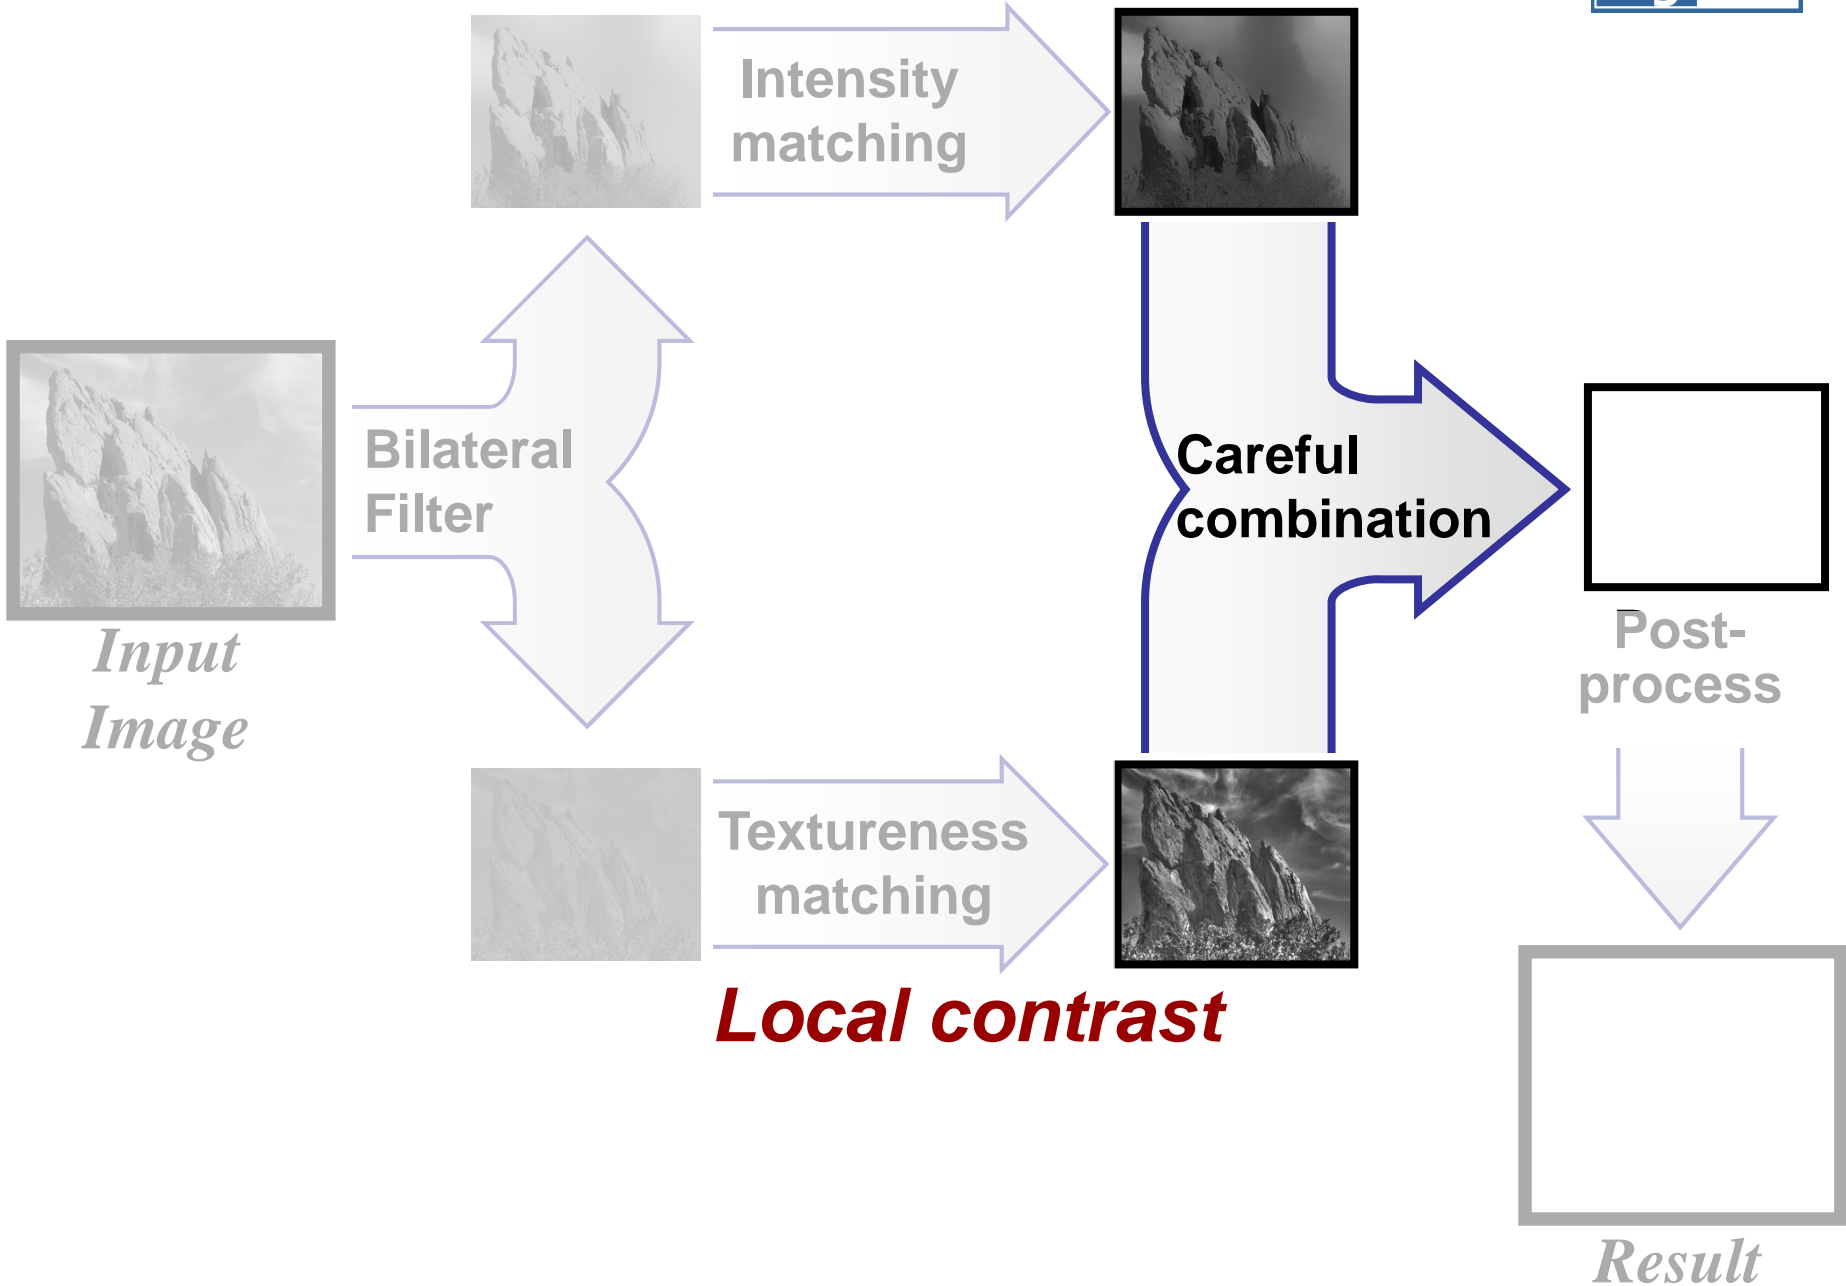 Intensity
matching
Bilateral
Filter
Careful
combination
Input
Image
Post-
process
Textureness
matching
Local contrast
Result